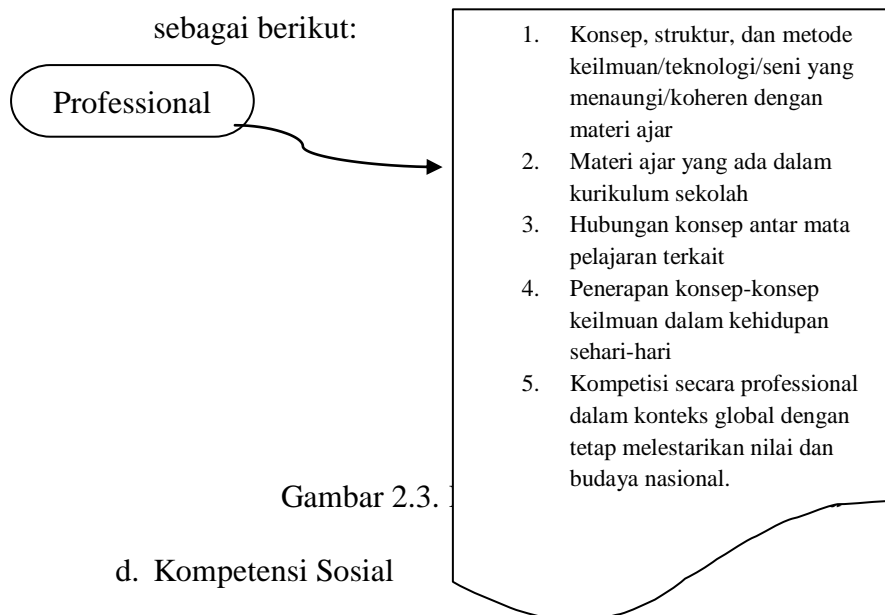 sebagai berikut:
Professional
1. Konsep, struktur, dan metode
keilmuan/teknologi/seni yang
menaungi/koheren dengan
materi ajar
2. Materi ajar yang ada dalam
kurikulum sekolah
3. Hubungan konsep antar mata
pelajaran terkait
4. Penerapan konsep-konsep
keilmuan dalam kehidupan
sehari-hari
5. Kompetisi secara professional
dalam konteks global dengan
tetap melestarikan nilai dan
budaya nasional.
Gambar 2.3.
d. Kompetensi Sosial